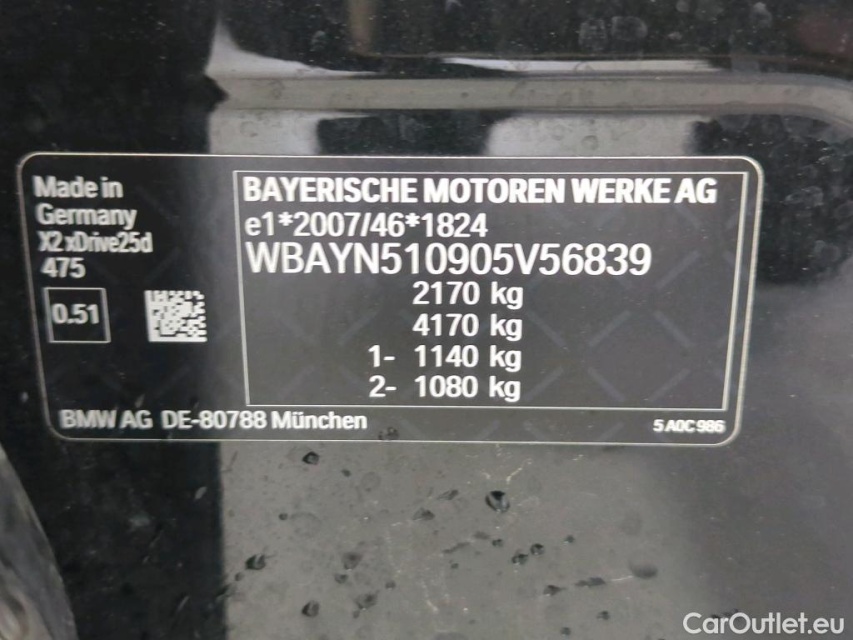 Made in
Germany
X2 xDrive25d
475
0.51
BAYERISCHE MOTOREN WERKE AG
e1*2007/46*1824
WBAYN510905V56839
2170 kg
4170 kg
1- 1140 kg
2- 1080 kg
BMW AG DE-80788 München
5 A0C 986
CarOutlet.eu